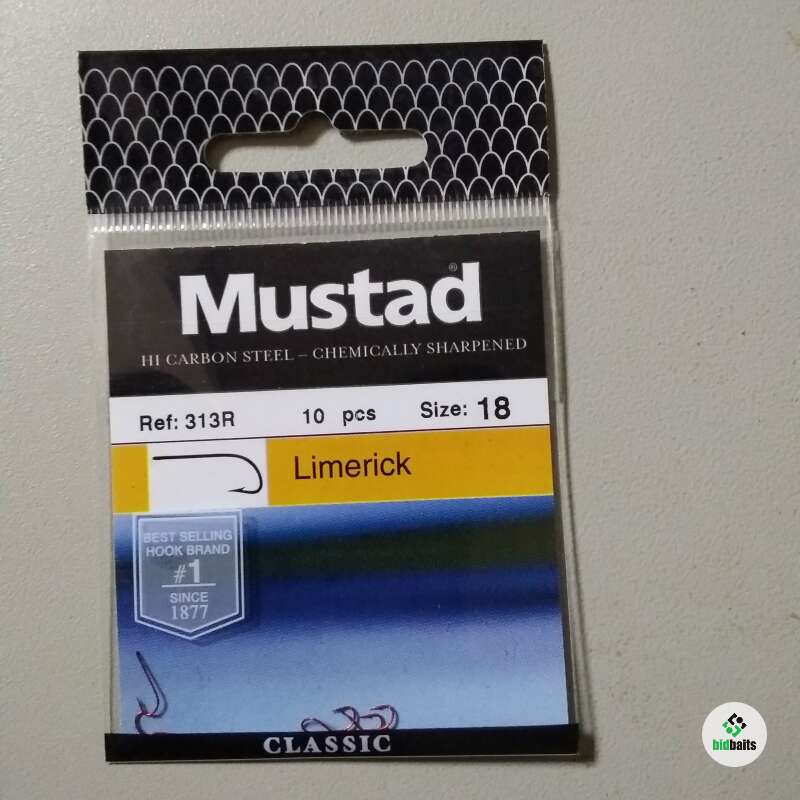 Mustad®
HI CARBON STEEL – CHEMICALLY SHARPENED
Ref: 313R 10 pcs Size: 18
Limerick
BEST SELLING
HOOK BRAND
#1
SINCE
1877
CLASSIC
bidbaits